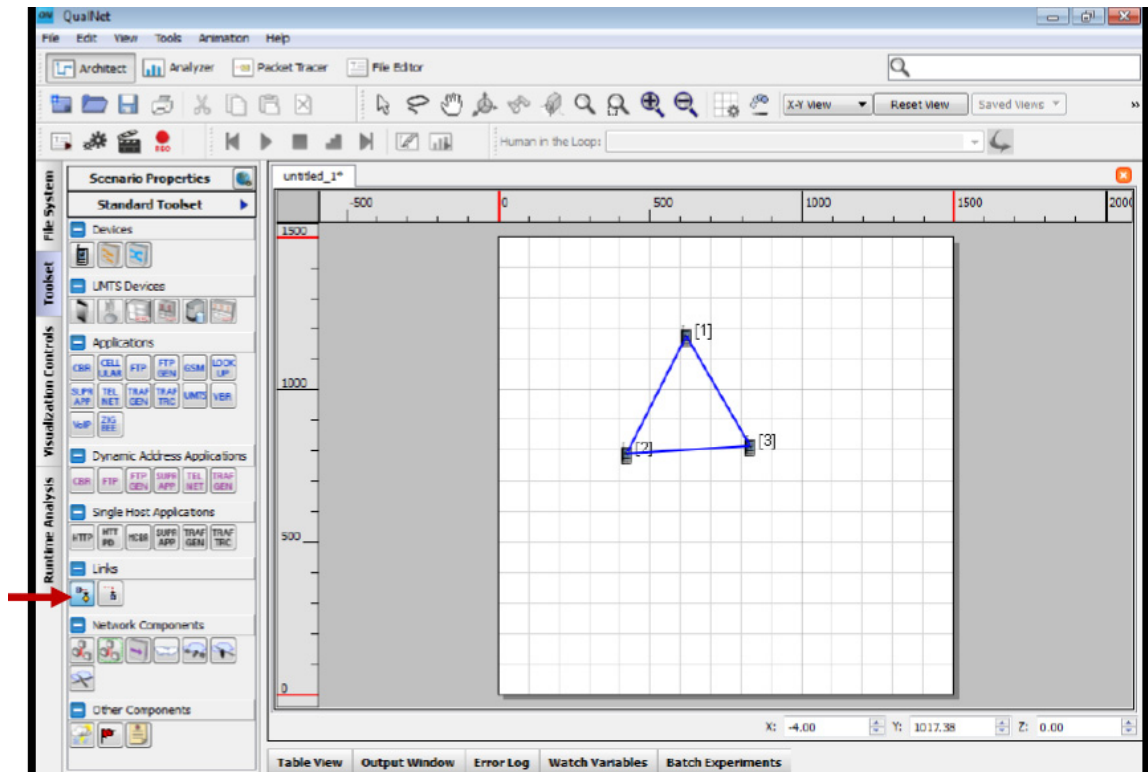 QualNet
File Edit View Tools Animation Help
Architect Analyzer Packet Tracer File Editor
X-Y View Reset View Saved Views »
REC Human in the Loop:
File System
Toolset
Visualization Controls
Runtime Analysis
Scenario Properties
Standard Toolset
Devices
UMTS Devices
Applications
CBR CELLULAR FTP FTP GEN GSM LOOK UP
SUPR APP TEL NET TRAF GEN TRAF TRC UMTS VBR
VoIP ZIG BEE
Dynamic Address Applications
CBR FTP FTP GEN SUPR APP TEL NET TRAF GEN
Single Host Applications
HTTP HTT PD MCBR SUPR APP TRAF GEN TRAF TRC
Links
Network Components
Other Components
untitled_1*
-500 0 500 1000 1500 2000
1500
1000
500
0
[1]
[2]
[3]
X: -4.00 Y: 1017.38 Z: 0.00
Table View Output Window Error Log Watch Variables Batch Experiments